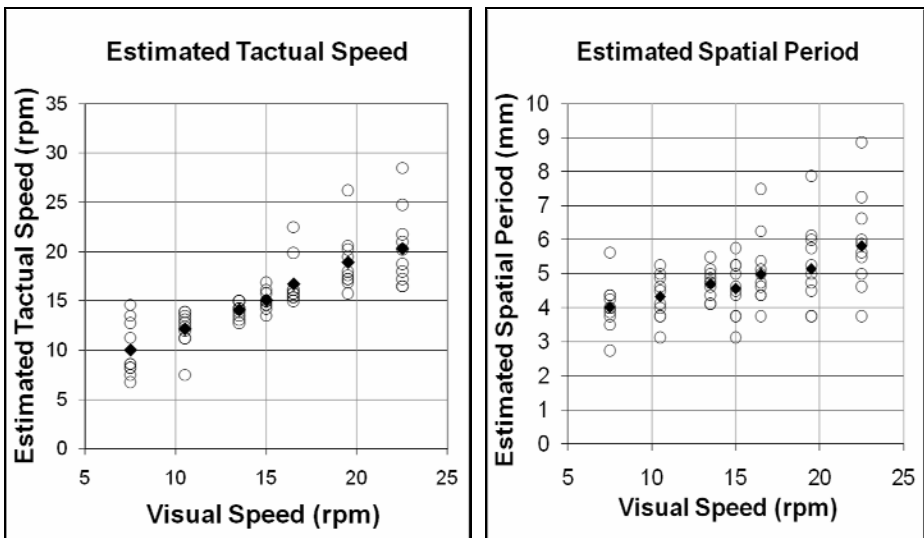 Estimated Tactual Speed
Estimated Tactual Speed (rpm)
35
30
25
20
15
10
5
0
5 10 15 20 25
Visual Speed (rpm)
Estimated Spatial Period
Estimated Spatial Period (mm)
10
9
8
7
6
5
4
3
2
1
0
5 10 15 20 25
Visual Speed (rpm)